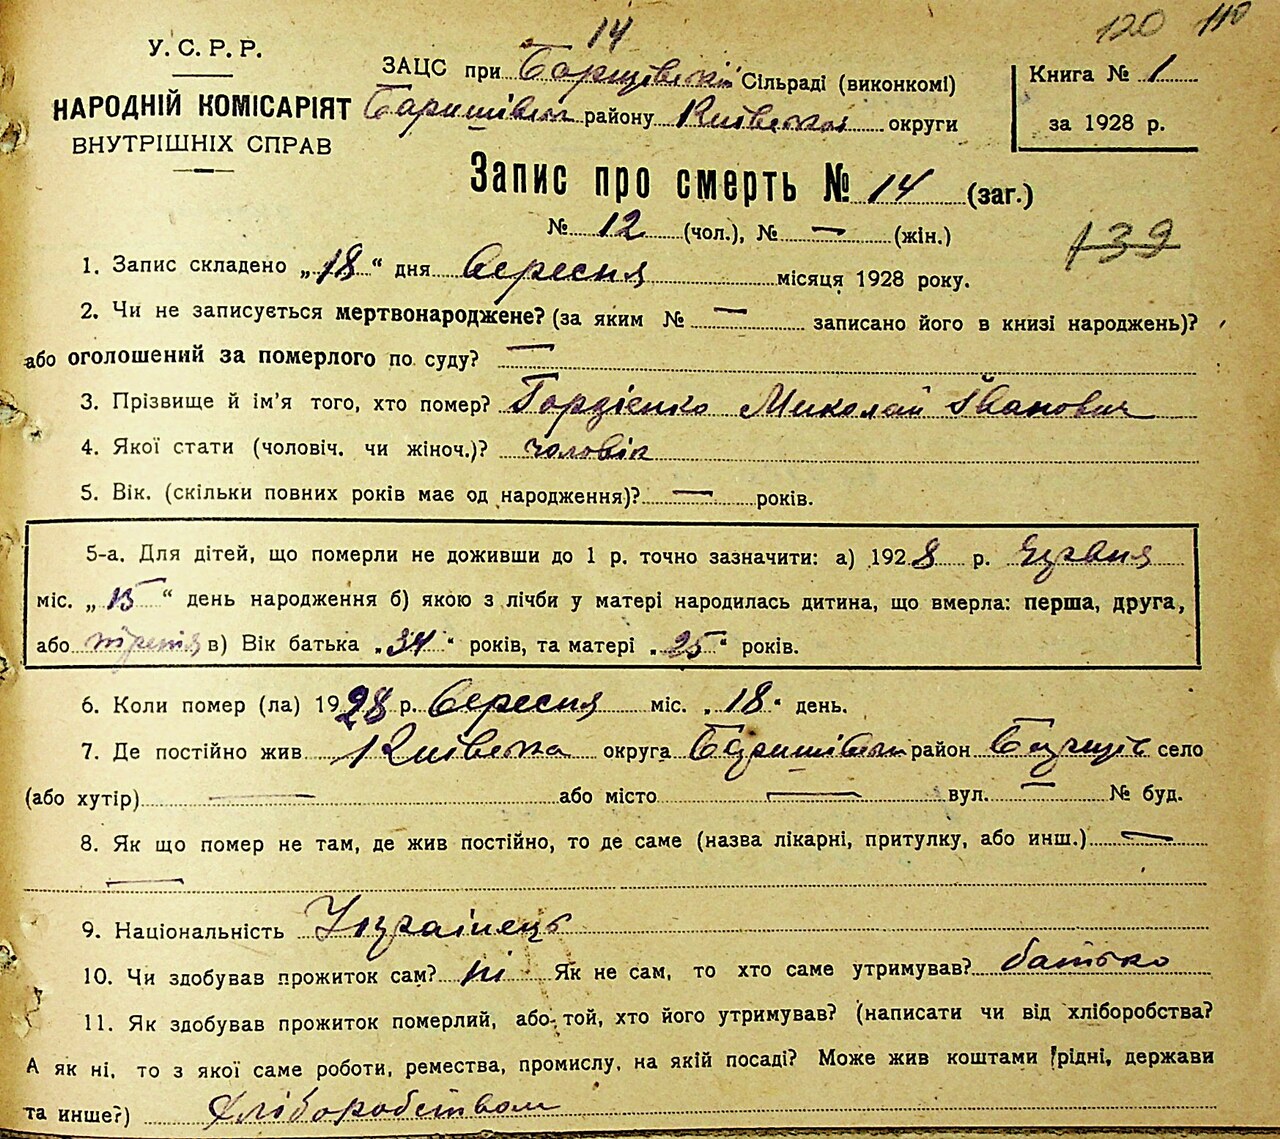 120 110
14
У. С. Р. Р.
НАРОДНІЙ КОМІСАРІЯТ
ВНУТРІШНІХ СПРАВ
ЗАЦС при Борщівскій Сільраді (виконкомі)
Баришівск району Київської округи
Книга № 1
за 1928 р.
Запис про смерть № 14 (заг.)
№ 12 (чол.), № — (жін.)
139
1. Запис складено „18“ дня Вересня місяця 1928 року.
2. Чи не записується мертвонароджене? (за яким № — записано його в книзі народжень)?
або оголошений за померлого по суду? —
3. Прізвище й ім'я того, хто помер? Гордіенко Миколай Іванович
4. Якої стати (чоловіч. чи жіноч.)? чоловік
5. Вік. (скільки повних років має од народження)? — років.
5-а. Для дітей, що померли не доживши до 1 р. точно зазначити: а) 1928 р. Червня
міс. „15“ день народження б) якою з лічби у матері народилась дитина, що вмерла: перша, друга,
або третя в) Вік батька „34“ років, та матері „25“ років.
6. Коли помер (ла) 1928 р. Вересня міс. „18“ день.
7. Де постійно жив Київска округа Баришівск район Борщів село
(або хутір) — або місто — вул. — № буд.
8. Як що помер не там, де жив постійно, то де саме (назва лікарні, притулку, або инш.) —
—
9. Національність Українець
10. Чи здобував прожиток сам? ні Як не сам, то хто саме утримував? батько
11. Як здобував прожиток померлий, або той, хто його утримував? (написати чи від хліборобства?
А як ні, то з якої саме роботи, ремества, промислу, на якій посаді? Може жив коштами рідні, держави
та инше?) Хліборобством